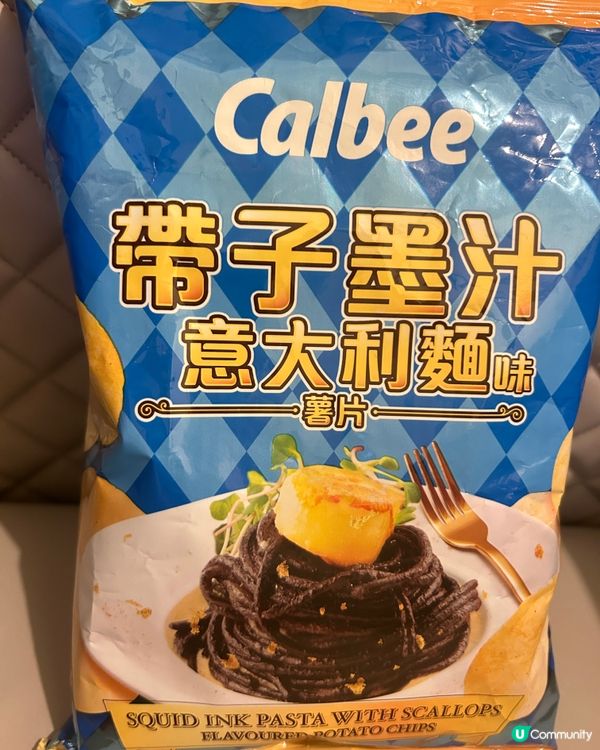 Calbee
帶子墨汁
意大利麵味
薯片
SQUID INK PASTA WITH SCALLOPS
FLAVOURED POTATO CHIPS
U Community